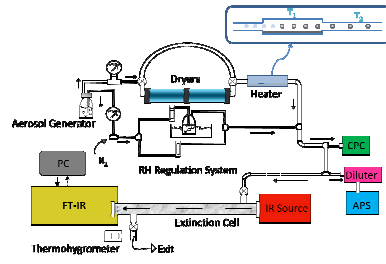 T1 T2
Dryers
Heater
Aerosol Generator
N2
RH Regulation System
CPC
PC
Diluter
FT-IR
IR Source
APS
Extinction Cell
Thermohygrometer
Exit